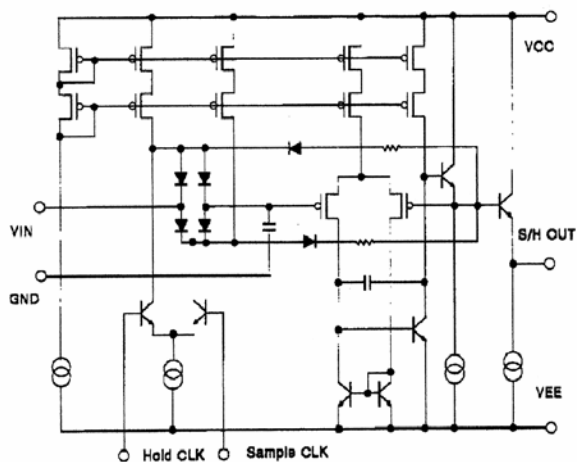 VCC
VIN
S/H OUT
GND
VEE
Hold CLK
Sample CLK